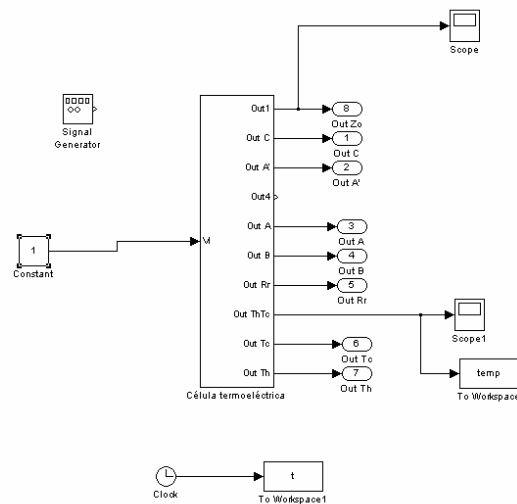 Scope
Signal
Generator
Out1
8
Out Zo
Out C
1
Out C
Out A'
2
Out A'
Out4
Out A
3
Out A
1
Constant
Vi
Out B
4
Out B
Out Rr
5
Out Rr
Out ThTc
Scope1
Out Tc
6
Out Tc
temp
To Workspace
Out Th
7
Out Th
Célula termoeléctrica
Clock
t
To Workspace1